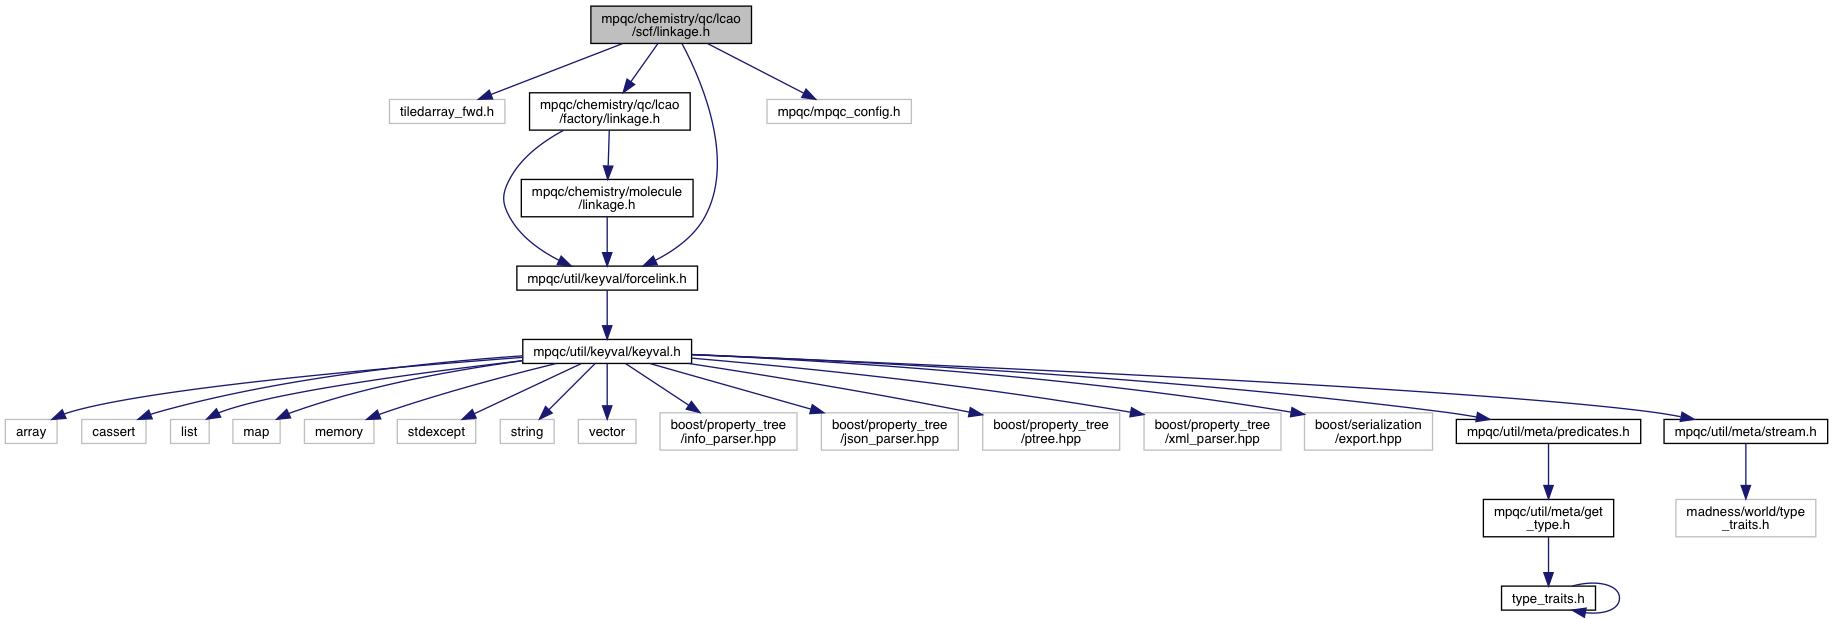 mpqc/chemistry/qc/lcao
/scf/linkage.h
tiledarray_fwd.h
mpqc/chemistry/qc/lcao
/factory/linkage.h
mpqc/mpqc_config.h
mpqc/chemistry/molecule
/linkage.h
mpqc/util/keyval/forcelink.h
mpqc/util/keyval/keyval.h
array
cassert
list
map
memory
stdexcept
string
vector
boost/property_tree
/info_parser.hpp
boost/property_tree
/json_parser.hpp
boost/property_tree
/ptree.hpp
boost/property_tree
/xml_parser.hpp
boost/serialization
/export.hpp
mpqc/util/meta/predicates.h
mpqc/util/meta/stream.h
mpqc/util/meta/get
_type.h
madness/world/type
_traits.h
type_traits.h